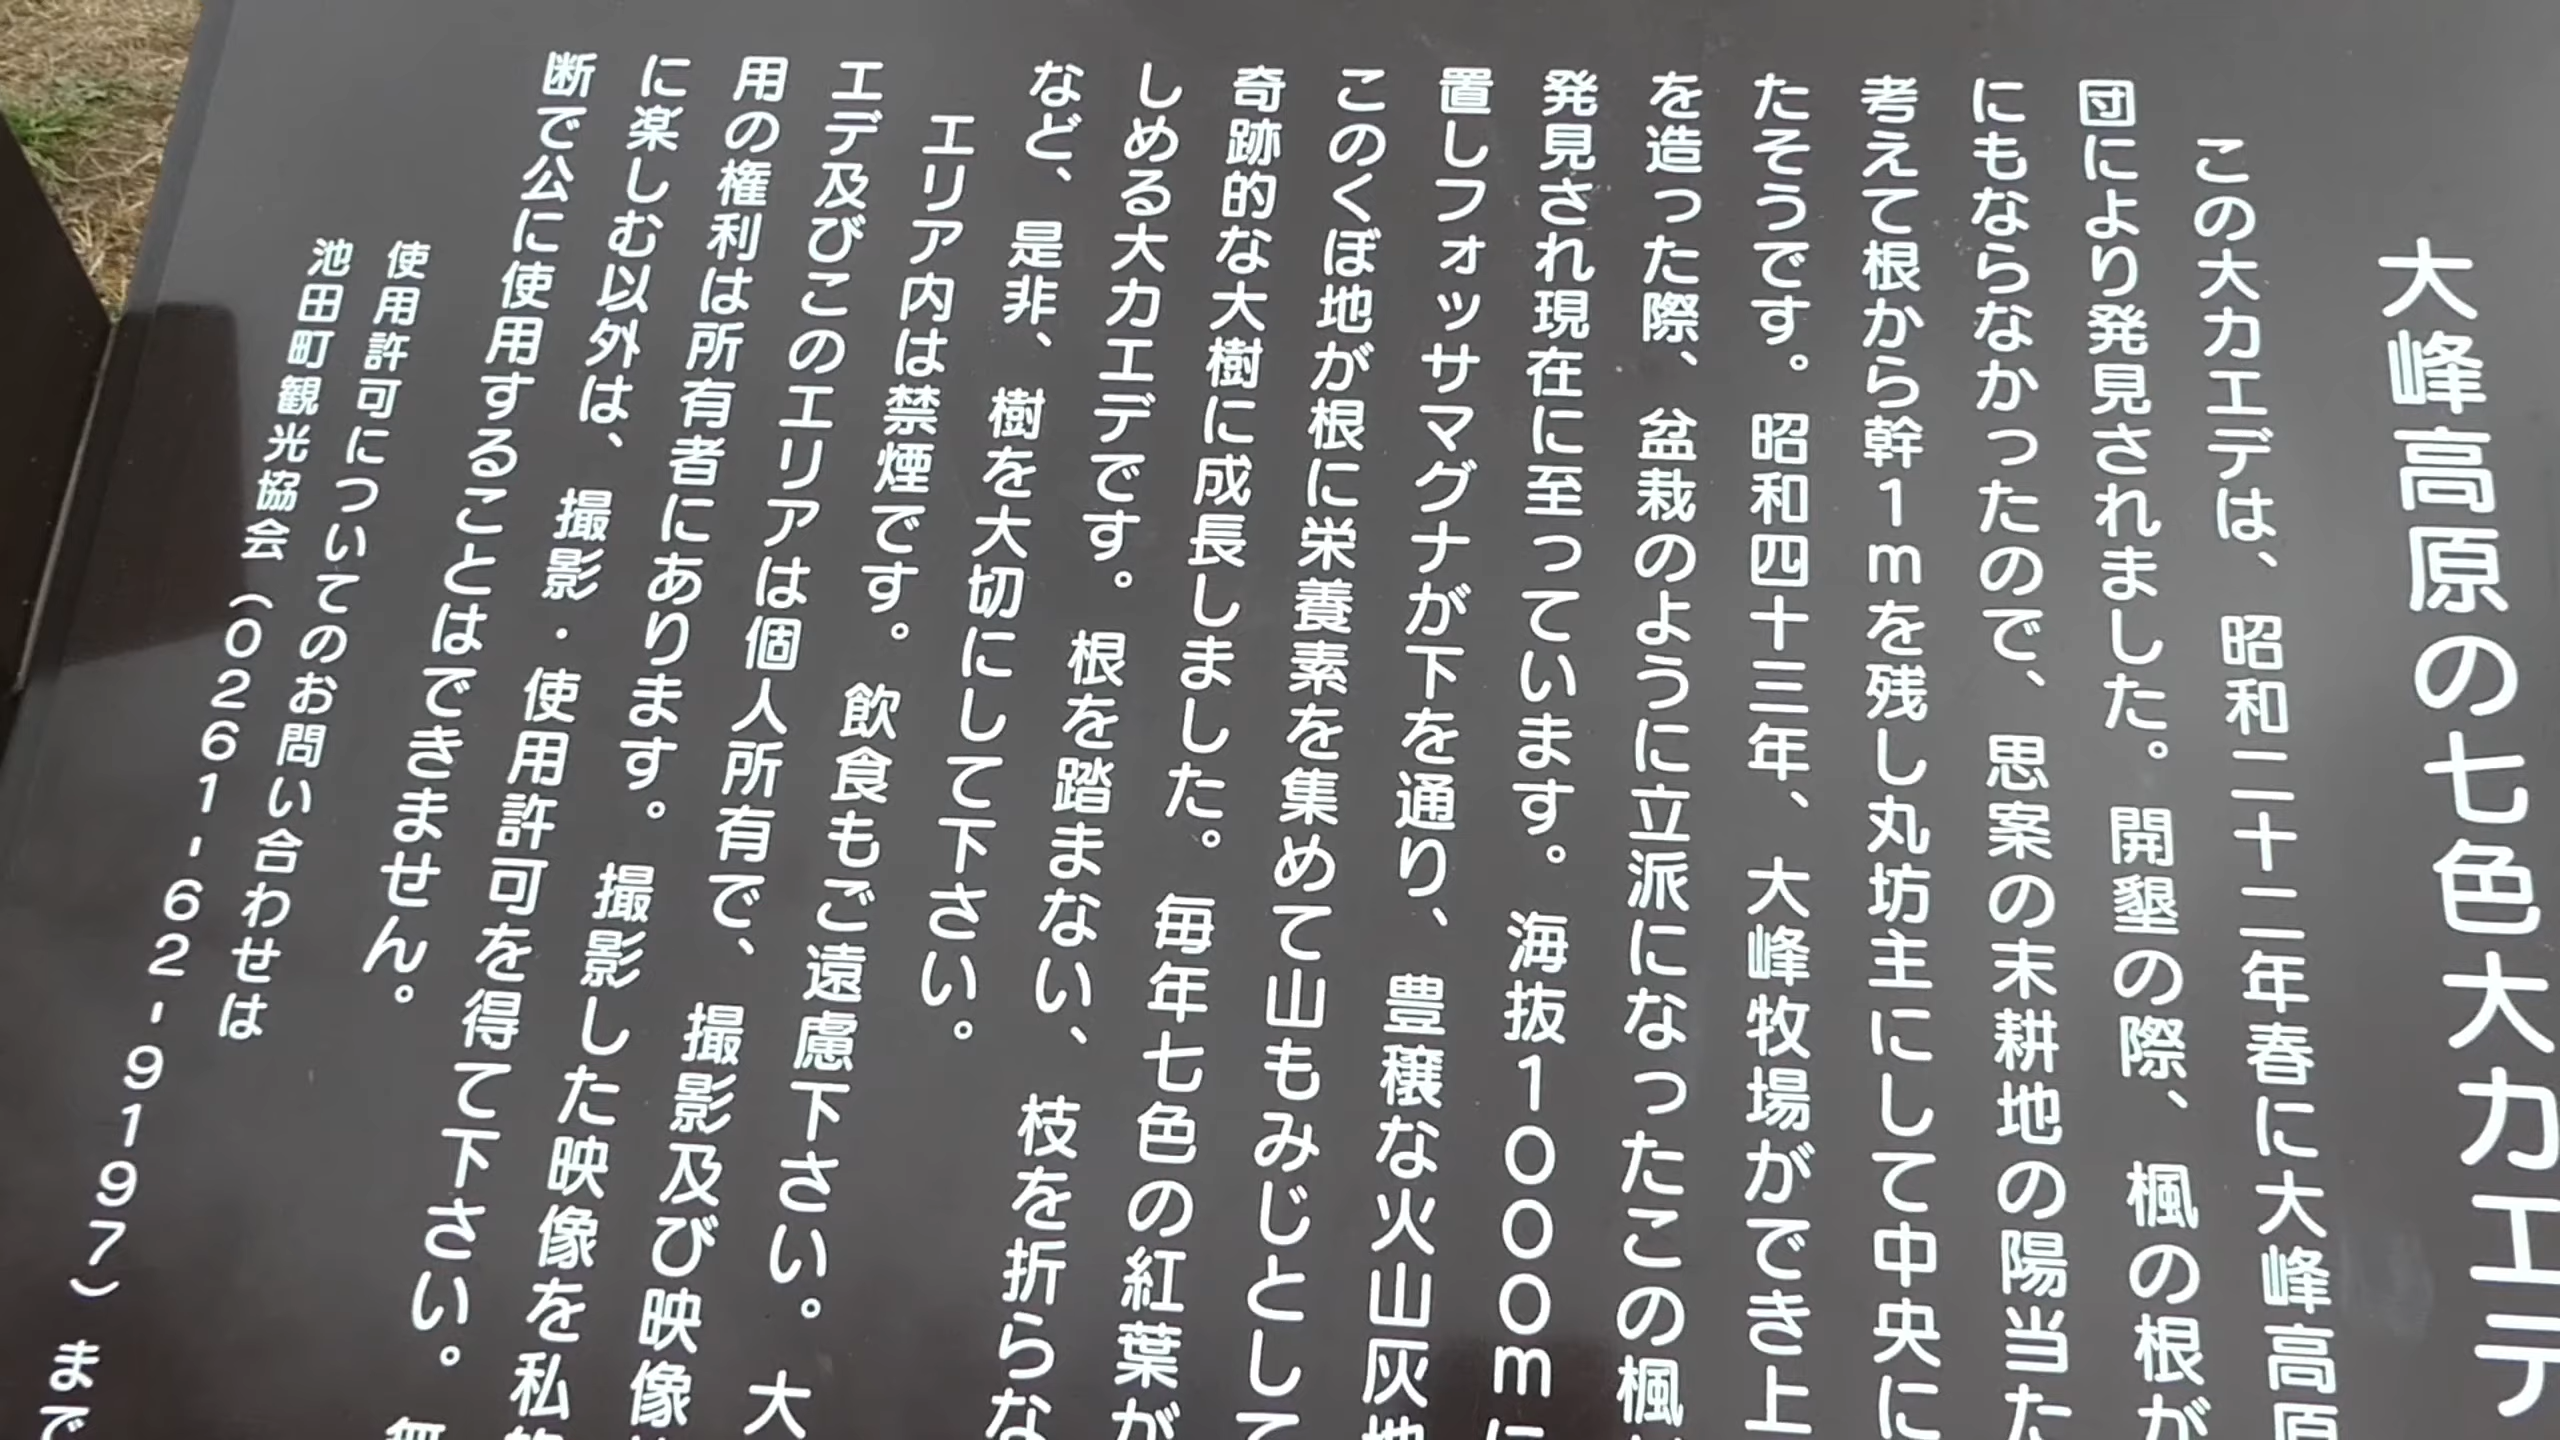 大峰高原の七色大カエデ
この大カエデは、昭和二十二年春に大峰高原
団により発見されました。開墾の際、楓の根が
にもならなかったので、思案の末耕地の陽当た
考えて根から幹1mを残し丸坊主にして中央に
たそうです。昭和四十三年、大峰牧場ができ上
を造った際、盆栽のように立派になったこの楓
発見され現在に至っています。海抜1000mに
置しフォッサマグナが下を通り、豊穣な火山灰地
このくぼ地が根に栄養素を集めて山もみじとして
奇跡的な大樹に成長しました。毎年七色の紅葉が
しめる大カエデです。根を踏まない、枝を折らな
など、是非、樹を大切にして下さい。
エリア内は禁煙です。飲食もご遠慮下さい。大
エデ及びこのエリアは個人所有で、撮影及び映像
用の権利は所有者にあります。撮影した映像を私的
に楽しむ以外は、撮影・使用許可を得て下さい。無
断で公に使用することはできません。
使用許可についてのお問い合わせは
池田町観光協会（0261-62-9197）まで